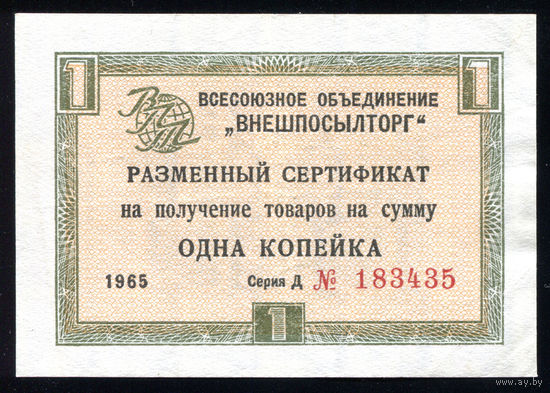 1 1
ВПТ
ВСЕСОЮЗНОЕ ОБЪЕДИНЕНИЕ
„ВНЕШПОСЫЛТОРГ“
РАЗМЕННЫЙ СЕРТИФИКАТ
на получение товаров на сумму
ОДНА КОПЕЙКА
1965 Серия Д № 183435
1
ay.by